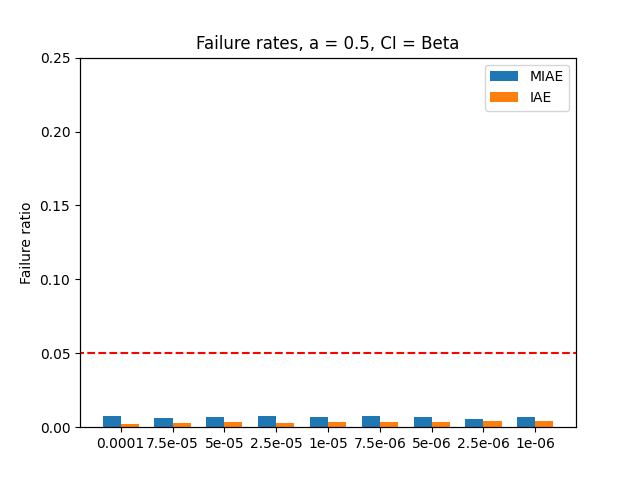 Failure rates, a = 0.5, CI = Beta
MIAE
IAE
Failure ratio
0.25
0.20
0.15
0.10
0.05
0.00
0.0001 7.5e-05 5e-05 2.5e-05 1e-05 7.5e-06 5e-06 2.5e-06 1e-06